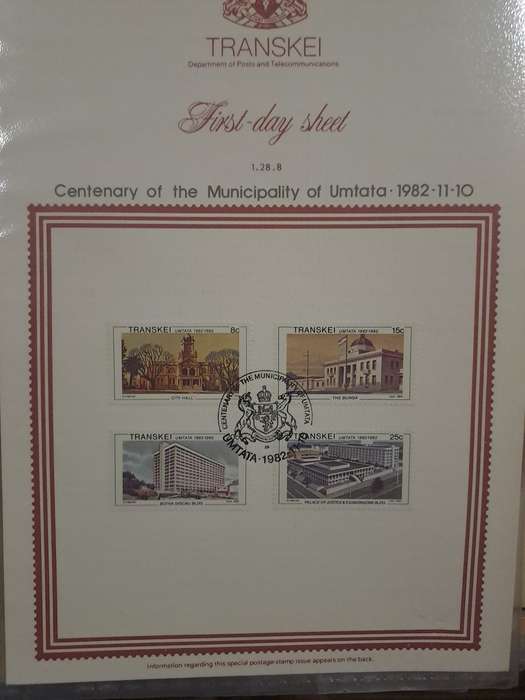 TRANSKEI
Department of Posts and Telecommunications
First-day sheet
1.28.8
Centenary of the Municipality of Umtata · 1982-11-10
TRANSKEI UMTATA 1882-1982 8c
CITY HALL
TRANSKEI UMTATA 1882-1982 15c
THE BUNGA
CENTENARY OF THE MUNICIPALITY OF UMTATA
UMTATA · 1982
TRANSKEI UMTATA 1882-1982
BOTHA SIGCAU BLDG
TRANSKEI UMTATA 1882-1982 25c
PALACE OF JUSTICE & BLDG
Information regarding this special postage-stamp issue appears on the back.